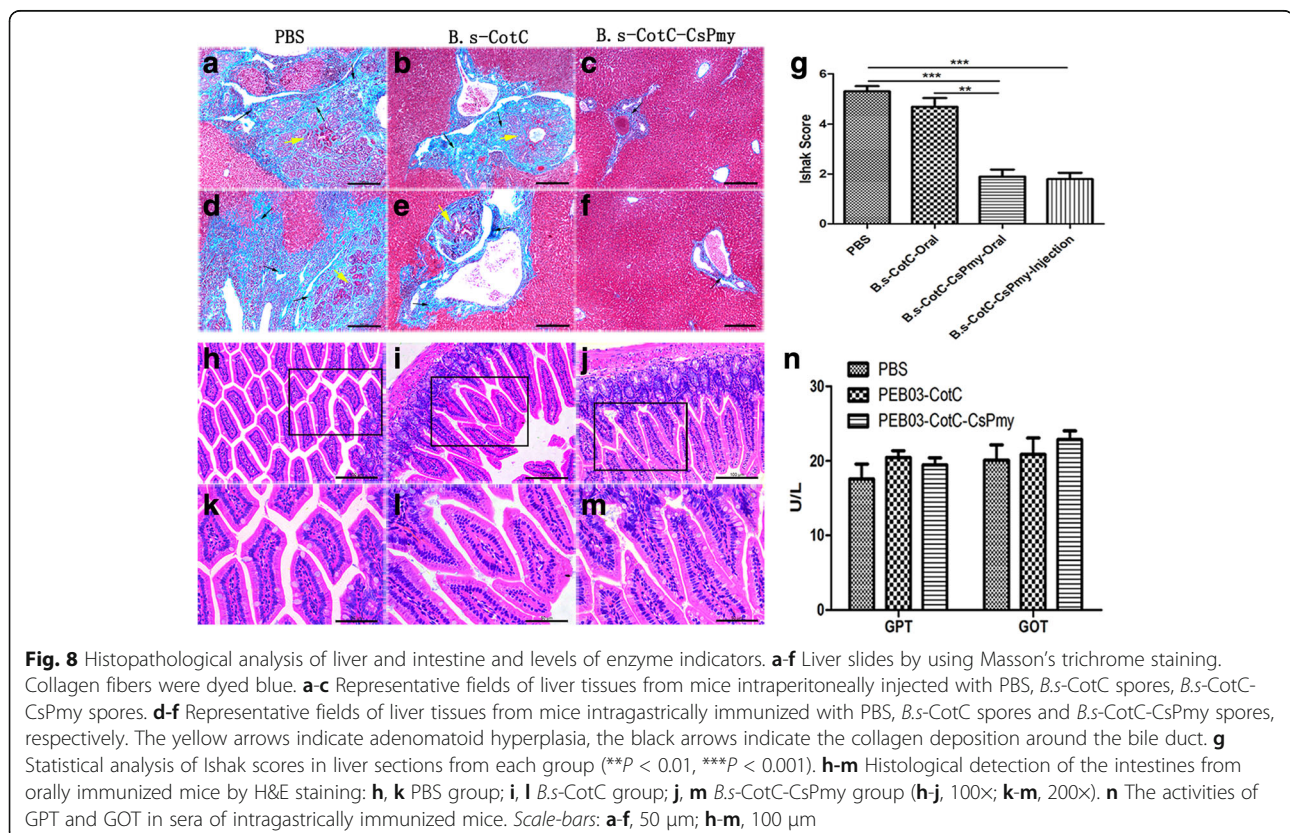 PBS B.s-CotC B.s-CotC-CsPmy
a b c
d e f
g
***
***
**
Ishak Score
6
4
2
0
PBS
B.s-CotC-Oral
B.s-CotC-CsPmy-Oral
B.s-CotC-CsPmy-Injection
h i j
100 μm
k l m
n
PBS
PEB03-CotC
PEB03-CotC-CsPmy
U/L
30
20
10
0
GPT GOT
Fig. 8 Histopathological analysis of liver and intestine and levels of enzyme indicators. a-f Liver slides by using Masson's trichrome staining.
Collagen fibers were dyed blue. a-c Representative fields of liver tissues from mice intraperitoneally injected with PBS, B.s-CotC spores, B.s-CotC-
CsPmy spores. d-f Representative fields of liver tissues from mice intragastrically immunized with PBS, B.s-CotC spores and B.s-CotC-CsPmy spores,
respectively. The yellow arrows indicate adenomatoid hyperplasia, the black arrows indicate the collagen deposition around the bile duct. g
Statistical analysis of Ishak scores in liver sections from each group (**P < 0.01, ***P < 0.001). h-m Histological detection of the intestines from
orally immunized mice by H&E staining: h, k PBS group; i, l B.s-CotC group; j, m B.s-CotC-CsPmy group (h-j, 100×; k-m, 200×). n The activities of
GPT and GOT in sera of intragastrically immunized mice. Scale-bars: a-f, 50 μm; h-m, 100 μm